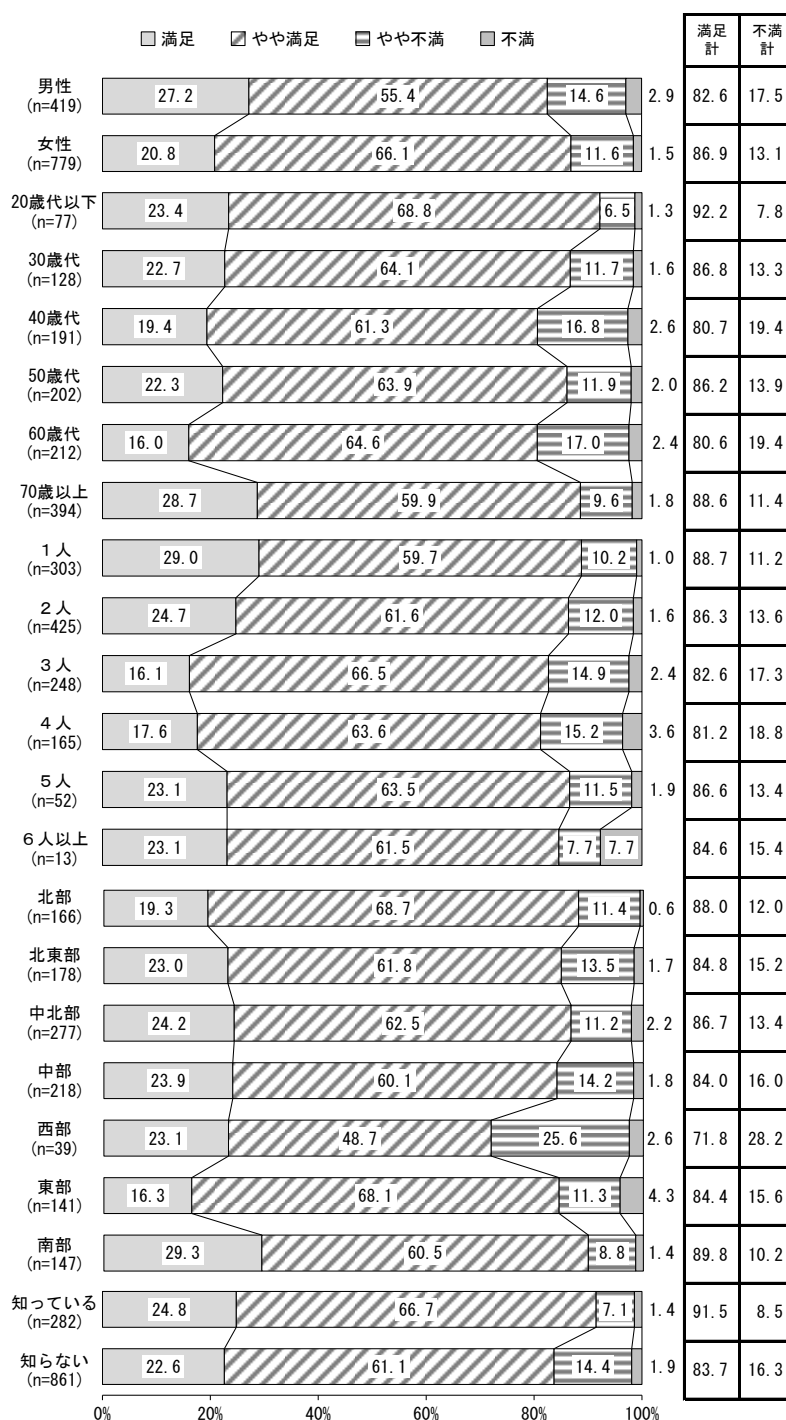 満足 やや満足 やや不満 不満
満足計 不満計
男性 27.2 55.4 14.6 2.9 82.6 17.5
(n=419)
女性 20.8 66.1 11.6 1.5 86.9 13.1
(n=779)
20歳代以下 23.4 68.8 6.5 1.3 92.2 7.8
(n=77)
30歳代 22.7 64.1 11.7 1.6 86.8 13.3
(n=128)
40歳代 19.4 61.3 16.8 2.6 80.7 19.4
(n=191)
50歳代 22.3 63.9 11.9 2.0 86.2 13.9
(n=202)
60歳代 16.0 64.6 17.0 2.4 80.6 19.4
(n=212)
70歳以上 28.7 59.9 9.6 1.8 88.6 11.4
(n=394)
1人 29.0 59.7 10.2 1.0 88.7 11.2
(n=303)
2人 24.7 61.6 12.0 1.6 86.3 13.6
(n=425)
3人 16.1 66.5 14.9 2.4 82.6 17.3
(n=248)
4人 17.6 63.6 15.2 3.6 81.2 18.8
(n=165)
5人 23.1 63.5 11.5 1.9 86.6 13.4
(n=52)
6人以上 23.1 61.5 7.7 7.7 84.6 15.4
(n=13)
北部 19.3 68.7 11.4 0.6 88.0 12.0
(n=166)
北東部 23.0 61.8 13.5 1.7 84.8 15.2
(n=178)
中北部 24.2 62.5 11.2 2.2 86.7 13.4
(n=277)
中部 23.9 60.1 14.2 1.8 84.0 16.0
(n=218)
西部 23.1 48.7 25.6 2.6 71.8 28.2
(n=39)
東部 16.3 68.1 11.3 4.3 84.4 15.6
(n=141)
南部 29.3 60.5 8.8 1.4 89.8 10.2
(n=147)
知っている 24.8 66.7 7.1 1.4 91.5 8.5
(n=282)
知らない 22.6 61.1 14.4 1.9 83.7 16.3
(n=861)
0% 20% 40% 60% 80% 100%